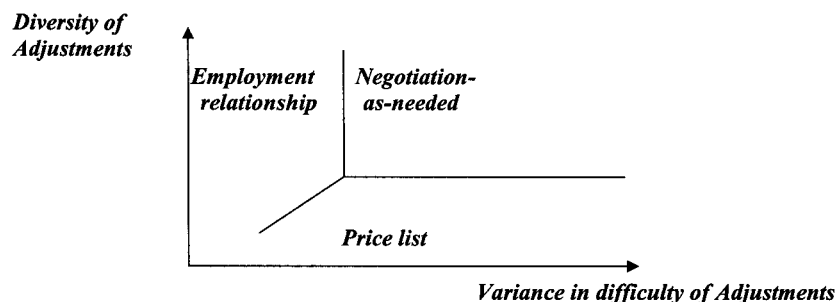 Diversity of
Adjustments
Employment
relationship
Negotiation-
as-needed
Price list
Variance in difficulty of Adjustments